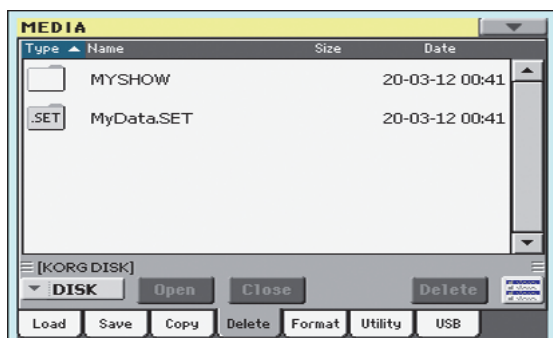 MEDIA
Type Name Size Date
MYSHOW 20-03-12 00:41
.SET MyData.SET 20-03-12 00:41
[KORG DISK]
DISK Open Close Delete
Load Save Copy Delete Format Utility USB